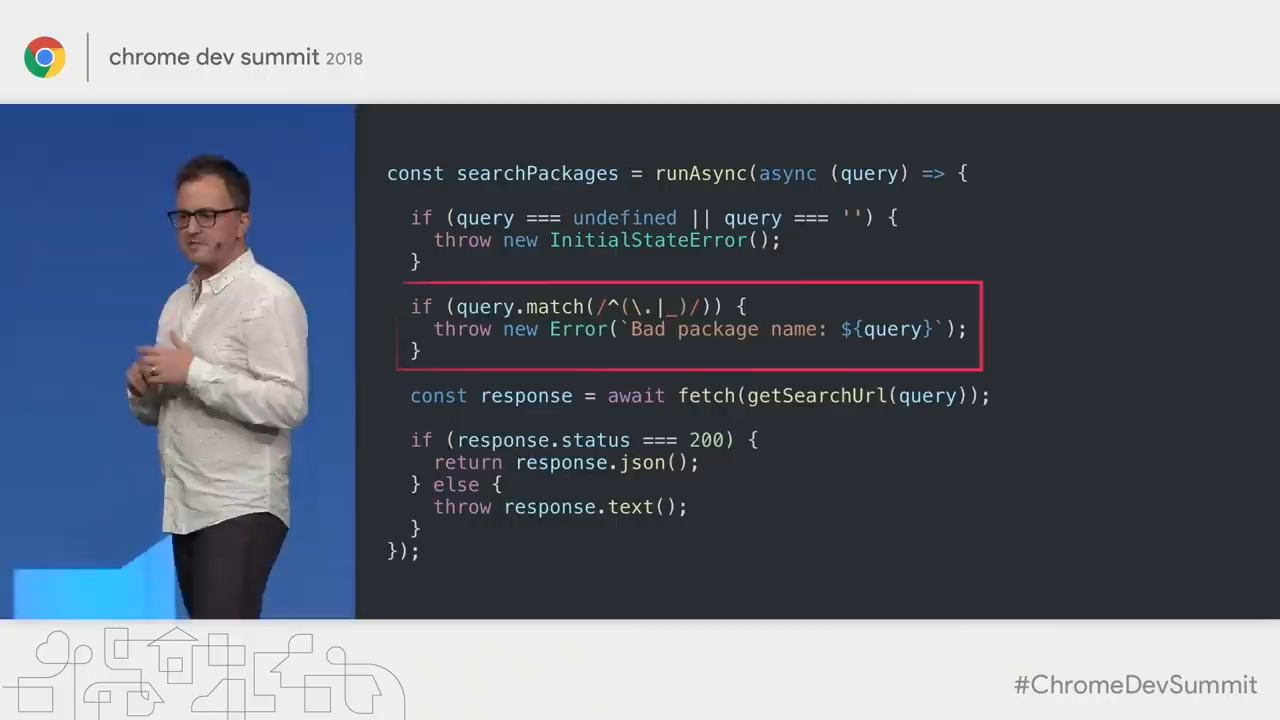 chrome dev summit 2018
const searchPackages = runAsync(async (query) => {
if (query === undefined || query === '') {
throw new InitialStateError();
}
if (query.match(/^(\.|_)/)) {
throw new Error(`Bad package name: ${query}`);
}
const response = await fetch(getSearchUrl(query));
if (response.status === 200) {
return response.json();
} else {
throw response.text();
}
});
#ChromeDevSummit